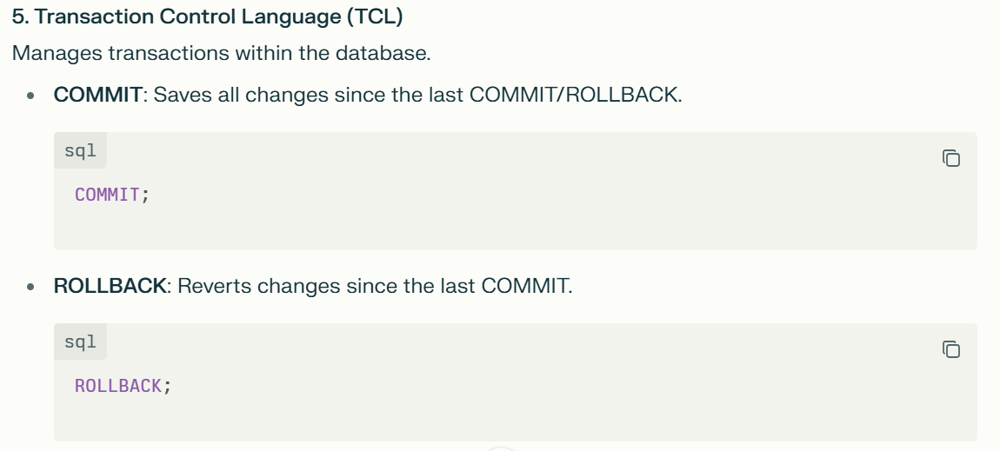 5. Transaction Control Language (TCL)
Manages transactions within the database.
• COMMIT: Saves all changes since the last COMMIT/ROLLBACK.
sql
COMMIT;
• ROLLBACK: Reverts changes since the last COMMIT.
sql
ROLLBACK;